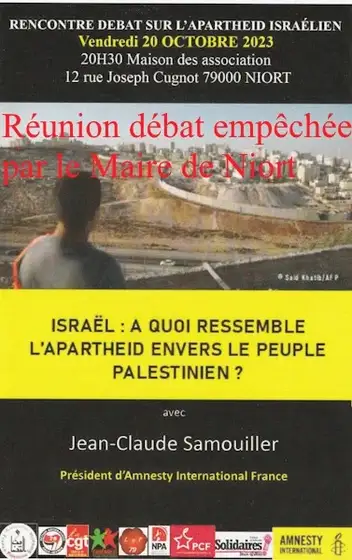 RENCONTRE DEBAT SUR L'APARTHEID ISRAÉLIEN
Vendredi 20 OCTOBRE 2023
20H30 Maison des association
12 rue Joseph Cugnot 79000 NIORT
Réunion débat empêchée
par le Maire de Niort
© Said Khatib/AFP
ISRAËL : A QUOI RESSEMBLE
L'APARTHEID ENVERS LE PEUPLE
PALESTINIEN ?
avec
Jean-Claude Samouiller
Président d'Amnesty International France
cgt
NPA
PCF
Solidaires
AMNESTY
INTERNATIONAL